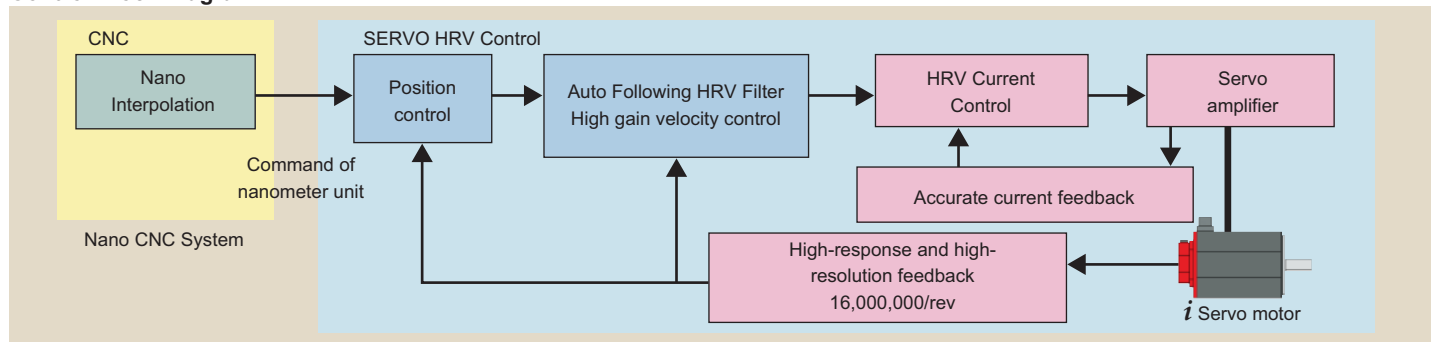 CNC
Nano
Interpolation
SERVO HRV Control
Position
control
Auto Following HRV Filter
High gain velocity control
HRV Current
Control
Servo
amplifier
Command of
nanometer unit
Accurate current feedback
Nano CNC System
High-response and high-
resolution feedback
16,000,000/rev
i Servo motor